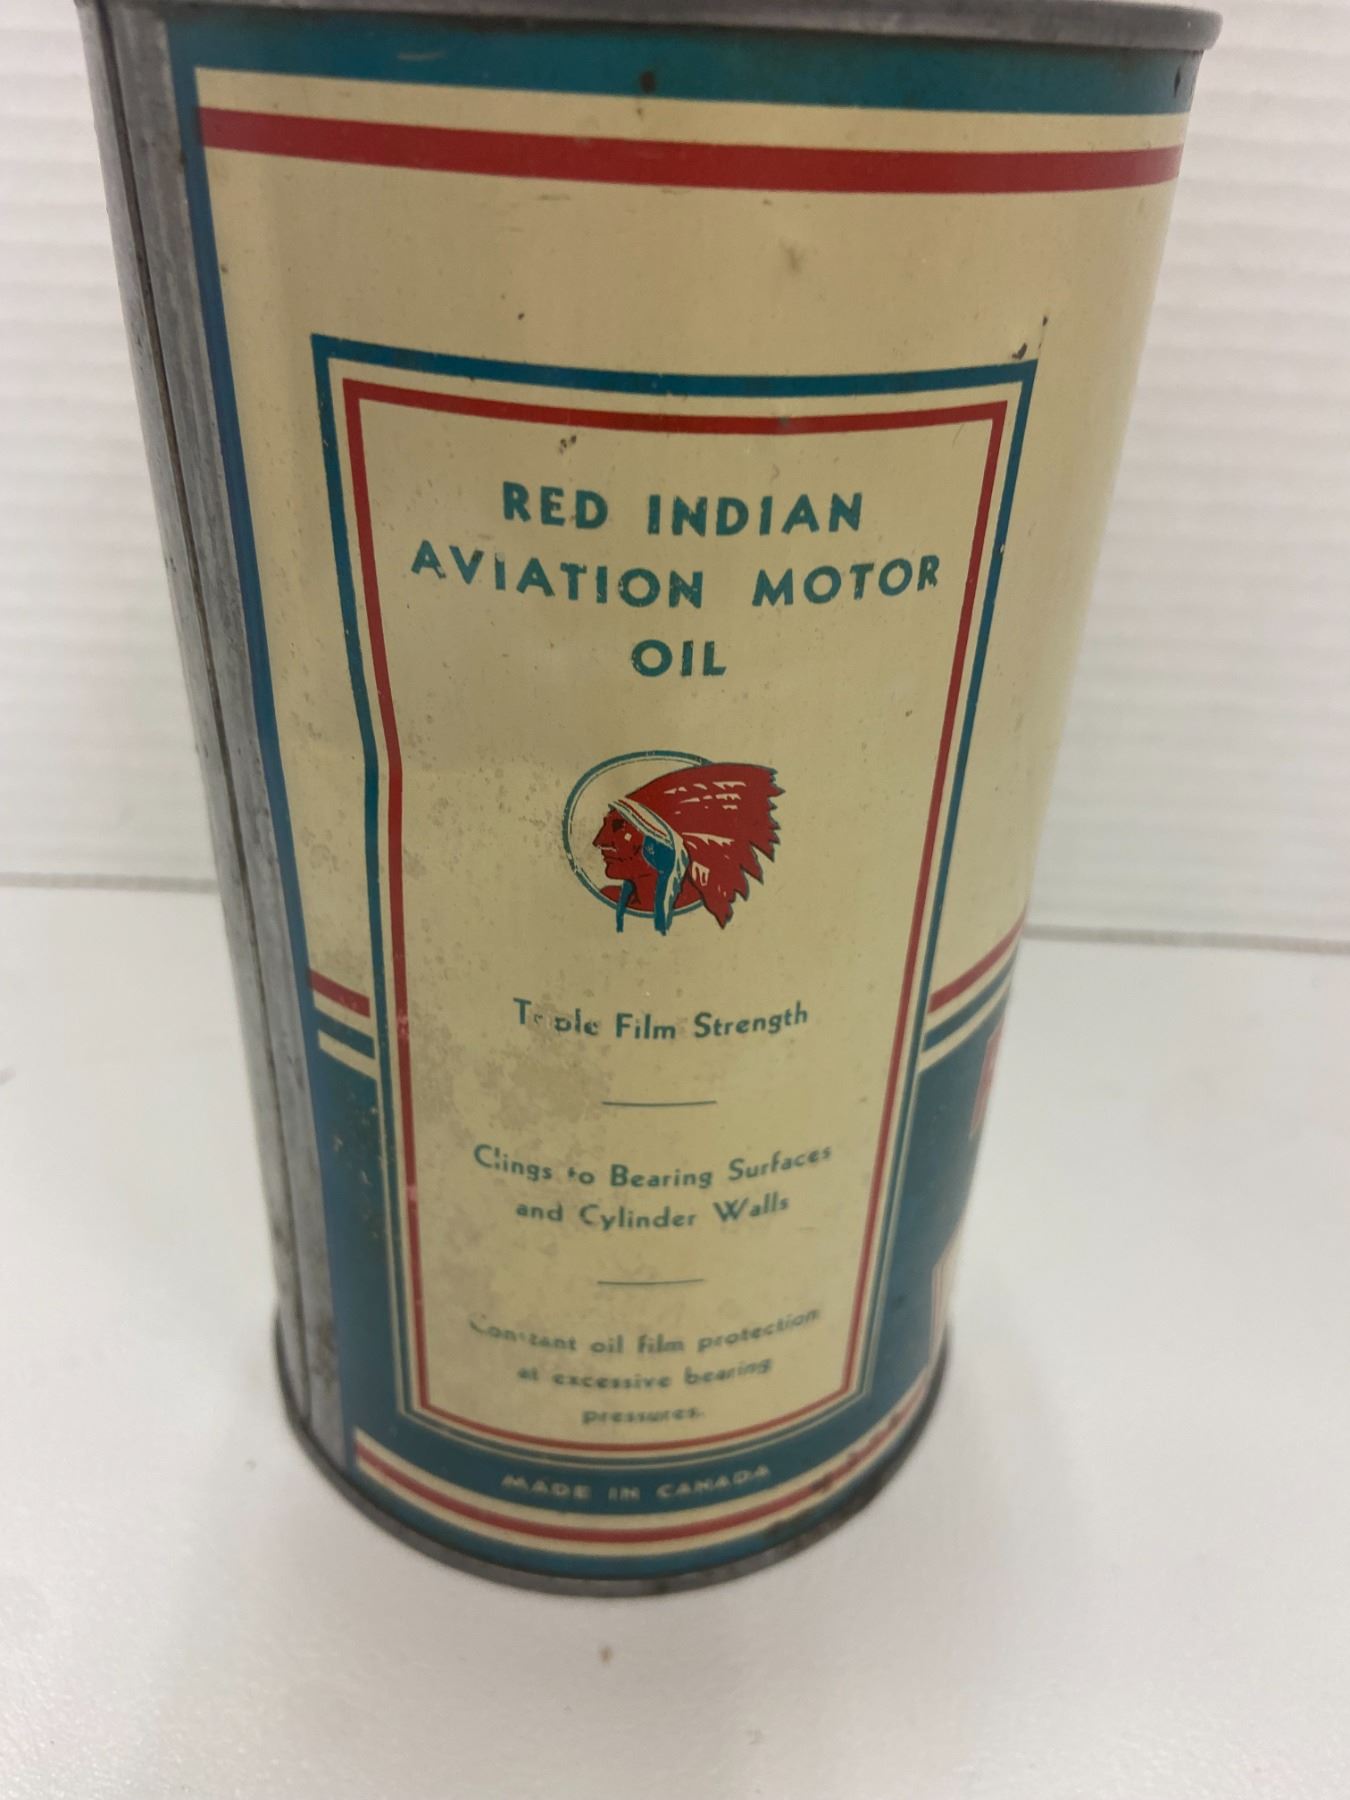 RED INDIAN
AVIATION MOTOR
OIL
Triple Film Strength
Clings to Bearing Surfaces
and Cylinder Walls
Constant oil film protection
at excessive bearing
pressures.
MADE IN CANADA